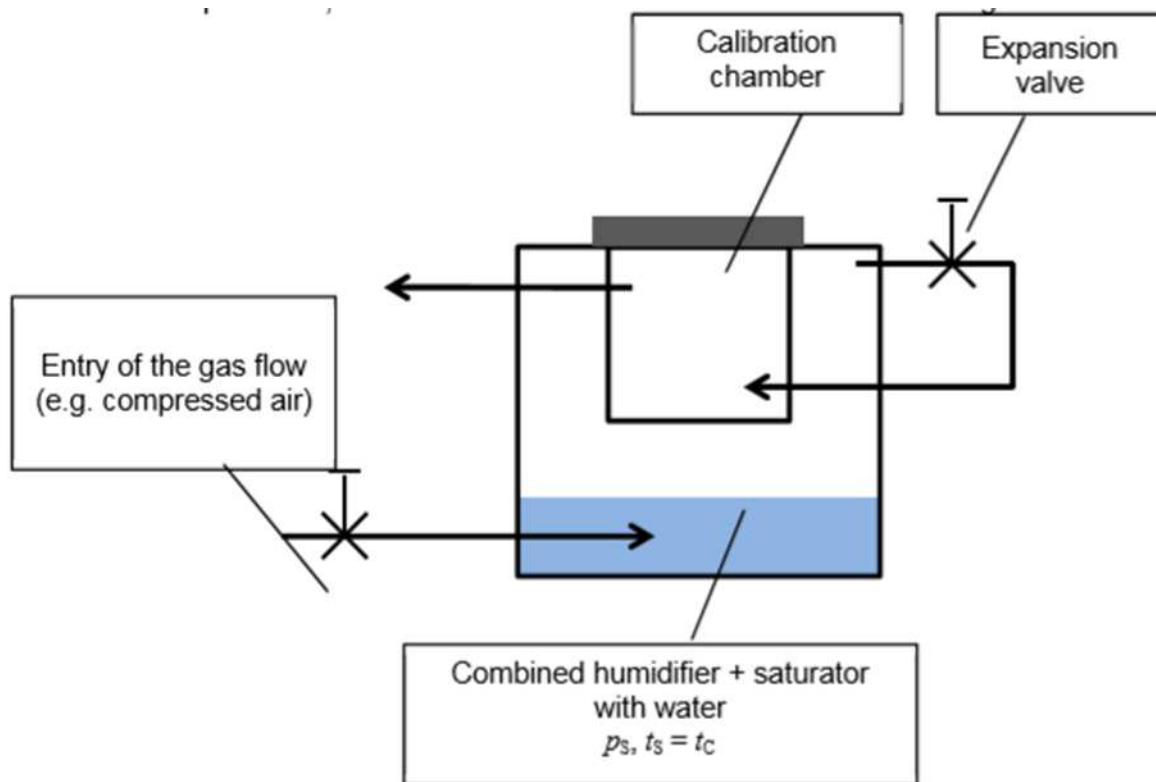 Calibration
chamber
Expansion
valve
Entry of the gas flow
(e.g. compressed air)
Combined humidifier + saturator
with water
pS, tS = tC